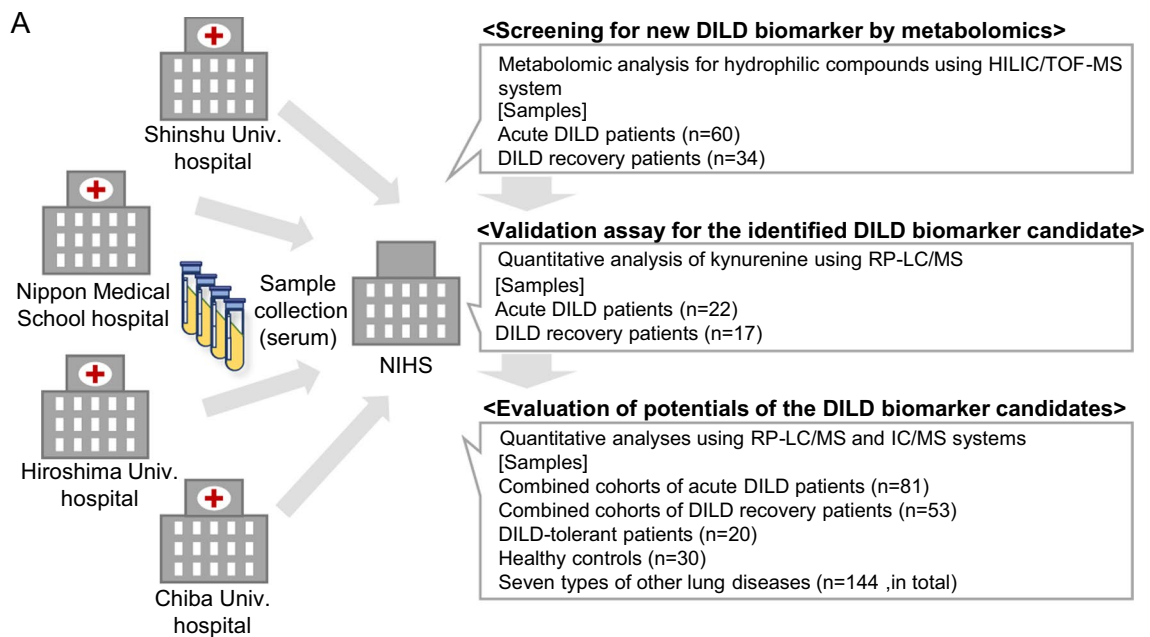 A
Shinshu Univ.
hospital
Nippon Medical
School hospital
Sample
collection
(serum)
NIHS
Hiroshima Univ.
hospital
Chiba Univ.
hospital
<Screening for new DILD biomarker by metabolomics>
Metabolomic analysis for hydrophilic compounds using HILIC/TOF-MS
system
[Samples]
Acute DILD patients (n=60)
DILD recovery patients (n=34)
<Validation assay for the identified DILD biomarker candidate>
Quantitative analysis of kynurenine using RP-LC/MS
[Samples]
Acute DILD patients (n=22)
DILD recovery patients (n=17)
<Evaluation of potentials of the DILD biomarker candidates>
Quantitative analyses using RP-LC/MS and IC/MS systems
[Samples]
Combined cohorts of acute DILD patients (n=81)
Combined cohorts of DILD recovery patients (n=53)
DILD-tolerant patients (n=20)
Healthy controls (n=30)
Seven types of other lung diseases (n=144 ,in total)